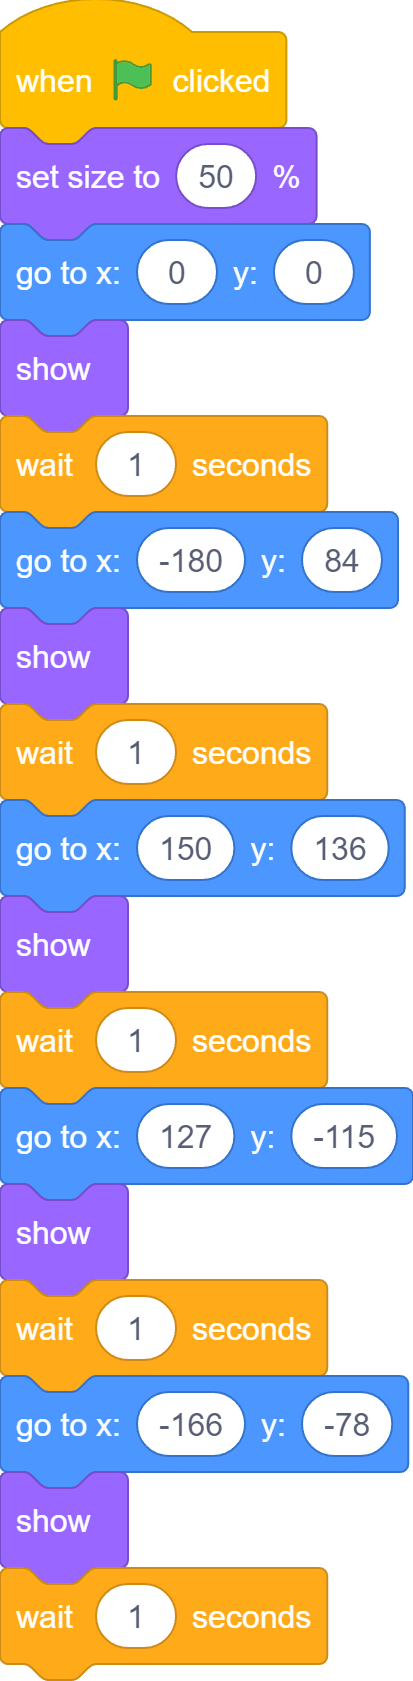 when clicked
set size to 50 %
go to x: 0 y: 0
show
wait 1 seconds
go to x: -180 y: 84
show
wait 1 seconds
go to x: 150 y: 136
show
wait 1 seconds
go to x: 127 y: -115
show
wait 1 seconds
go to x: -166 y: -78
show
wait 1 seconds